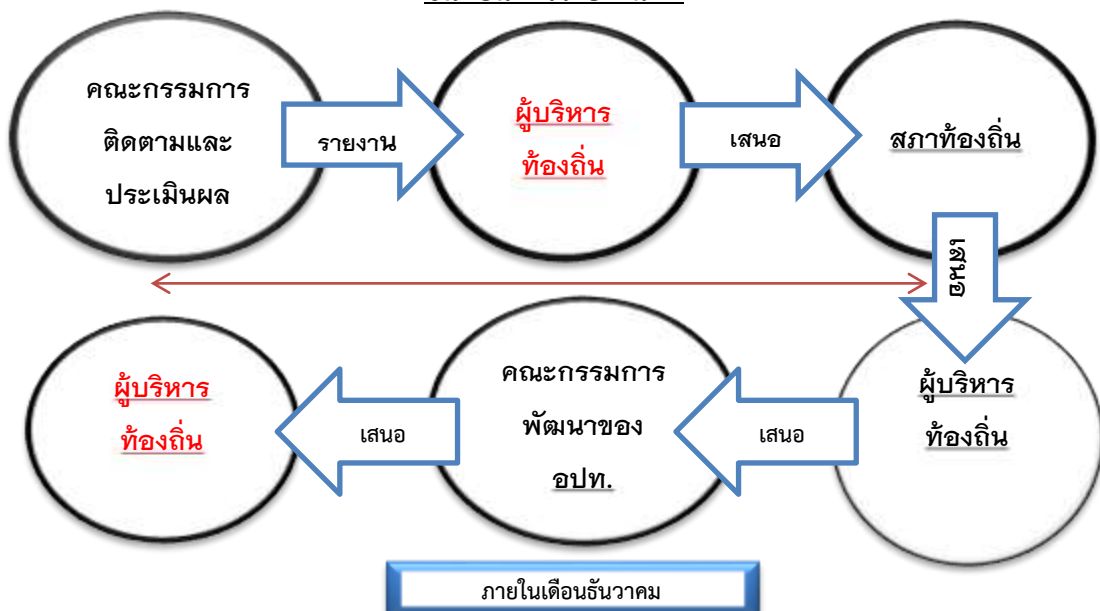 คณะกรรมการ
ติดตามและ
ประเมินผล
รายงาน
ผู้บริหาร
ท้องถิ่น
เสนอ
สภาท้องถิ่น
เสนอ
ผู้บริหาร
ท้องถิ่น
เสนอ
คณะกรรมการ
พัฒนาของ
อปท.
เสนอ
ผู้บริหาร
ท้องถิ่น
ภายในเดือนธันวาคม